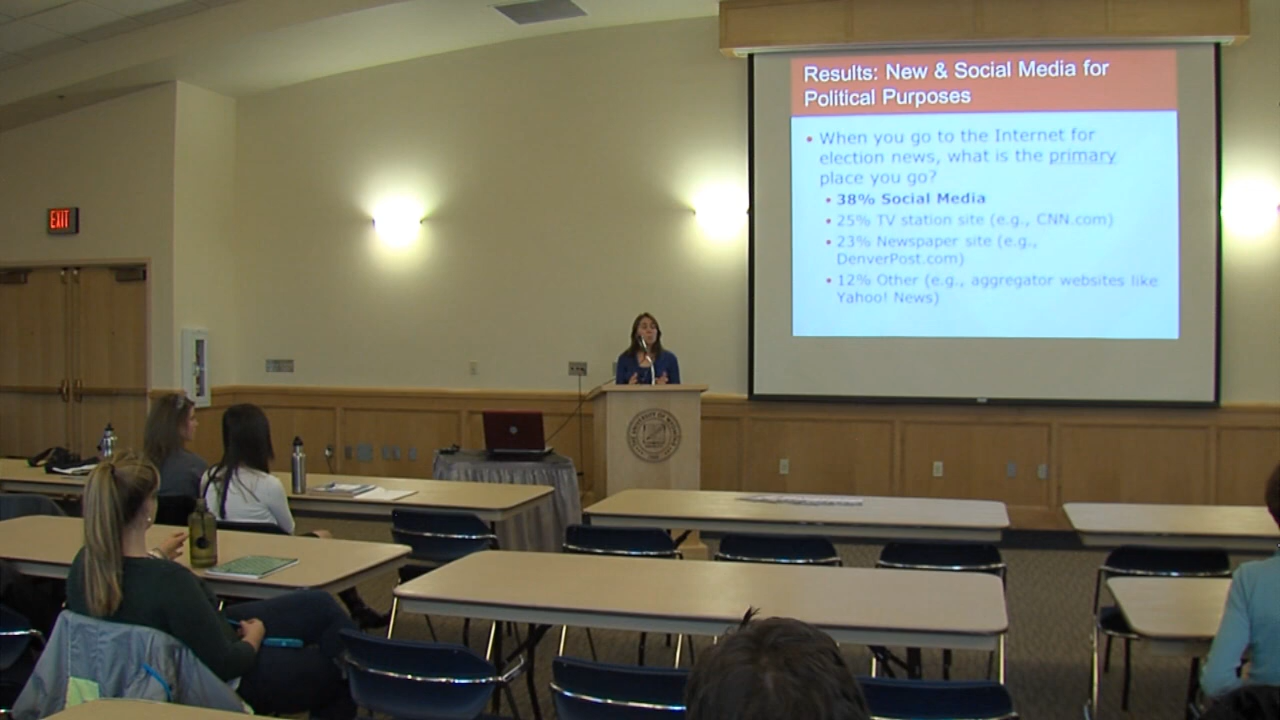 Results: New & Social Media for
Political Purposes
• When you go to the Internet for
election news, what is the primary
place you go?
• 38% Social Media
• 25% TV station site (e.g., CNN.com)
• 23% Newspaper site (e.g.,
DenverPost.com)
• 12% Other (e.g., aggregator websites like
Yahoo! News)
EXIT